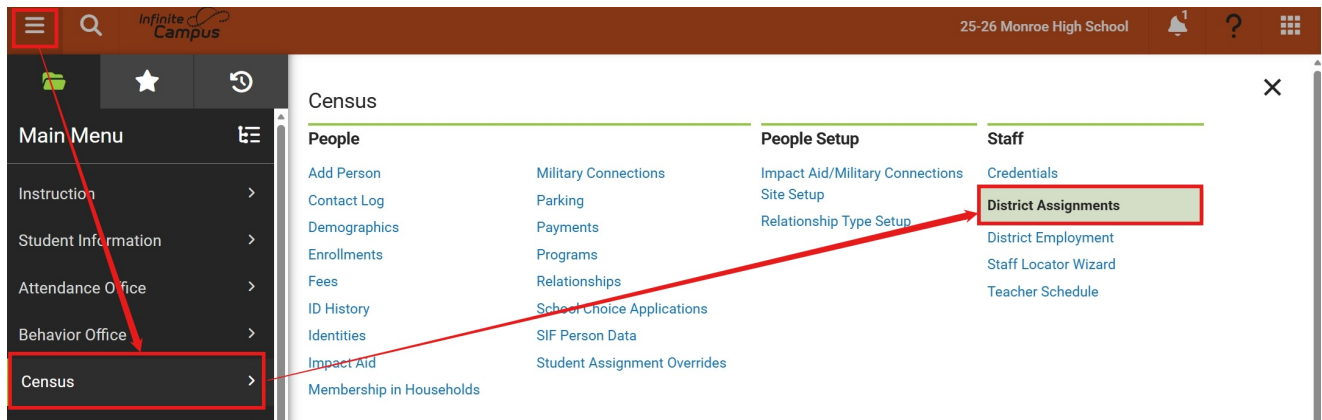 Infinite
Campus
25-26 Monroe High School
1
?
Main Menu
Instruction
Student Information
Attendance Office
Behavior Office
Census
Census
People
Add Person
Contact Log
Demographics
Enrollments
Fees
ID History
Identities
Impact Aid
Membership in Households
Military Connections
Parking
Payments
Programs
Relationships
School Choice Applications
SIF Person Data
Student Assignment Overrides
People Setup
Impact Aid/Military Connections
Site Setup
Relationship Type Setup
Staff
Credentials
District Assignments
District Employment
Staff Locator Wizard
Teacher Schedule